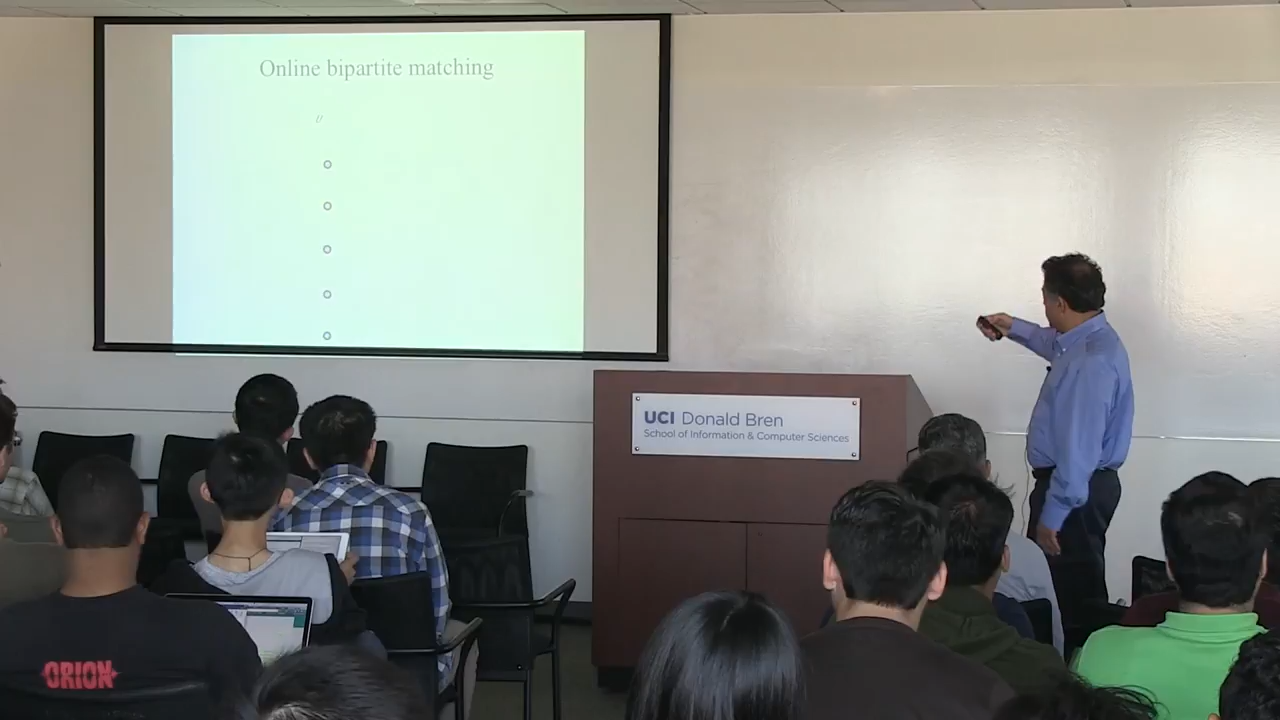 Online bipartite matching
UCI Donald Bren
School of Information & Computer Sciences
ORION